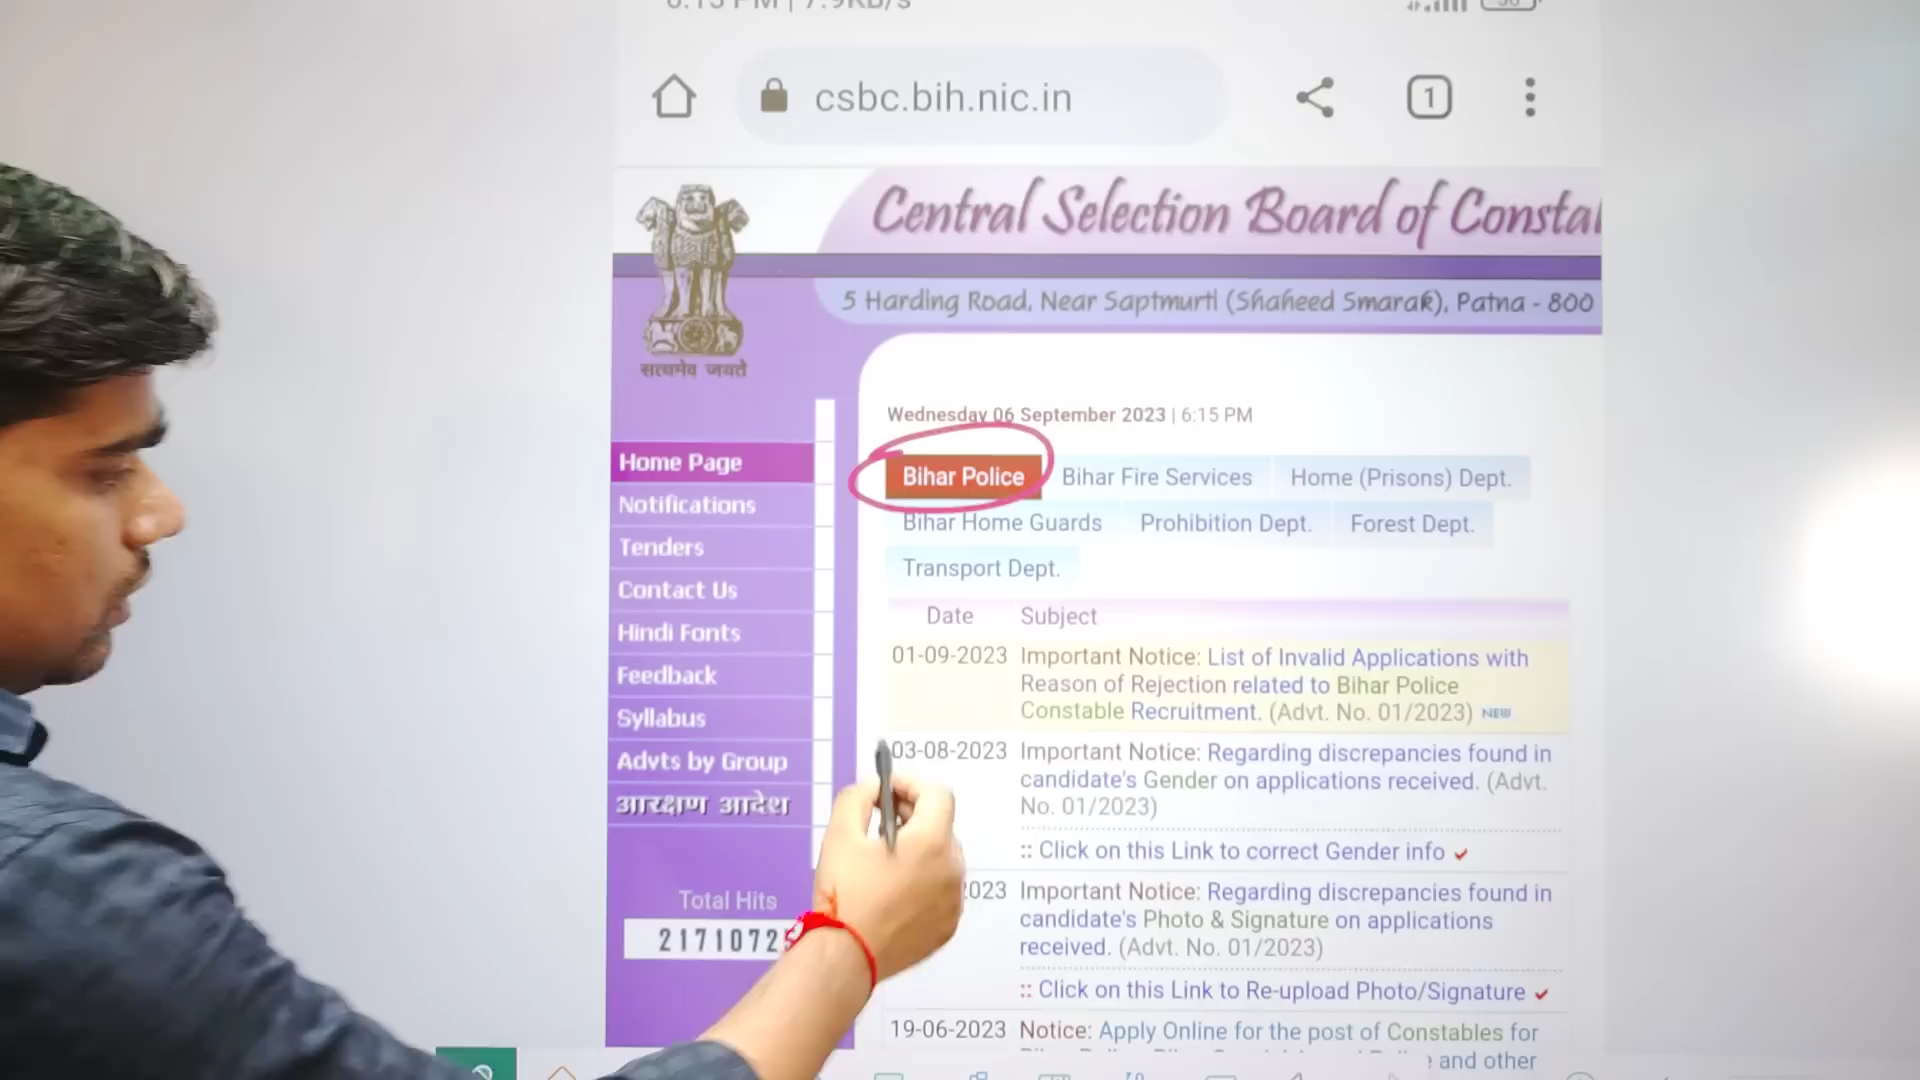 6:15 PM | 7.9KB/s
csbc.bih.nic.in
1
Central Selection Board of
5 Harding Road, Near Saptmurti (Shaheed Smarak), Patna - 800
सत्यमेव जयते
Wednesday 06 September 2023 | 6:15 PM
Bihar Police
Bihar Fire Services
Home (Prisons) Dept.
Bihar Home Guards
Prohibition Dept.
Forest Dept.
Transport Dept.
Home Page
Notifications
Tenders
Contact Us
Hindi Fonts
Feedback
Syllabus
Advts by Group
आरक्षण आदेश
Total Hits
2171072
Date Subject
01-09-2023 Important Notice: List of Invalid Applications with
Reason of Rejection related to Bihar Police
Constable Recruitment. (Advt. No. 01/2023) NEW
03-08-2023 Important Notice: Regarding discrepancies found in
candidate's Gender on applications received. (Advt.
No. 01/2023)
:: Click on this Link to correct Gender info
2023 Important Notice: Regarding discrepancies found in
candidate's Photo & Signature on applications
received. (Advt. No. 01/2023)
:: Click on this Link to Re-upload Photo/Signature
19-06-2023 Notice: Apply Online for the post of Constables for
and other